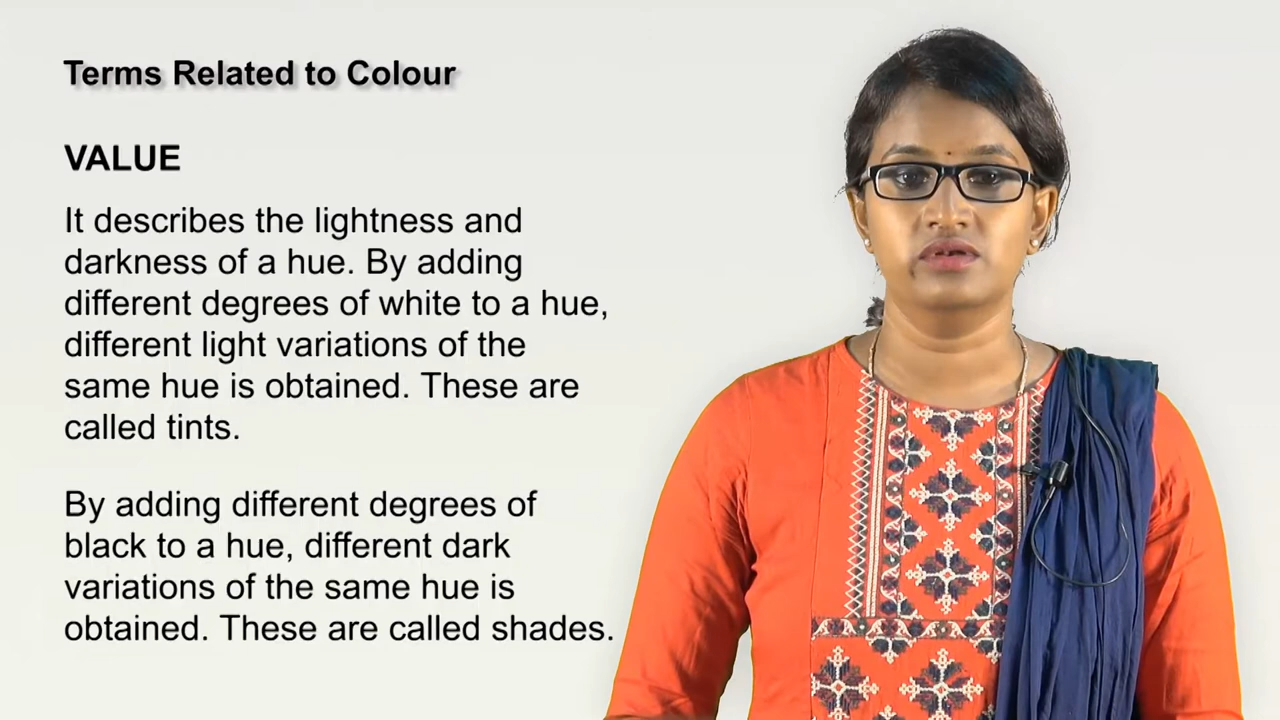 Terms Related to Colour
VALUE
It describes the lightness and
darkness of a hue. By adding
different degrees of white to a hue,
different light variations of the
same hue is obtained. These are
called tints.
By adding different degrees of
black to a hue, different dark
variations of the same hue is
obtained. These are called shades.